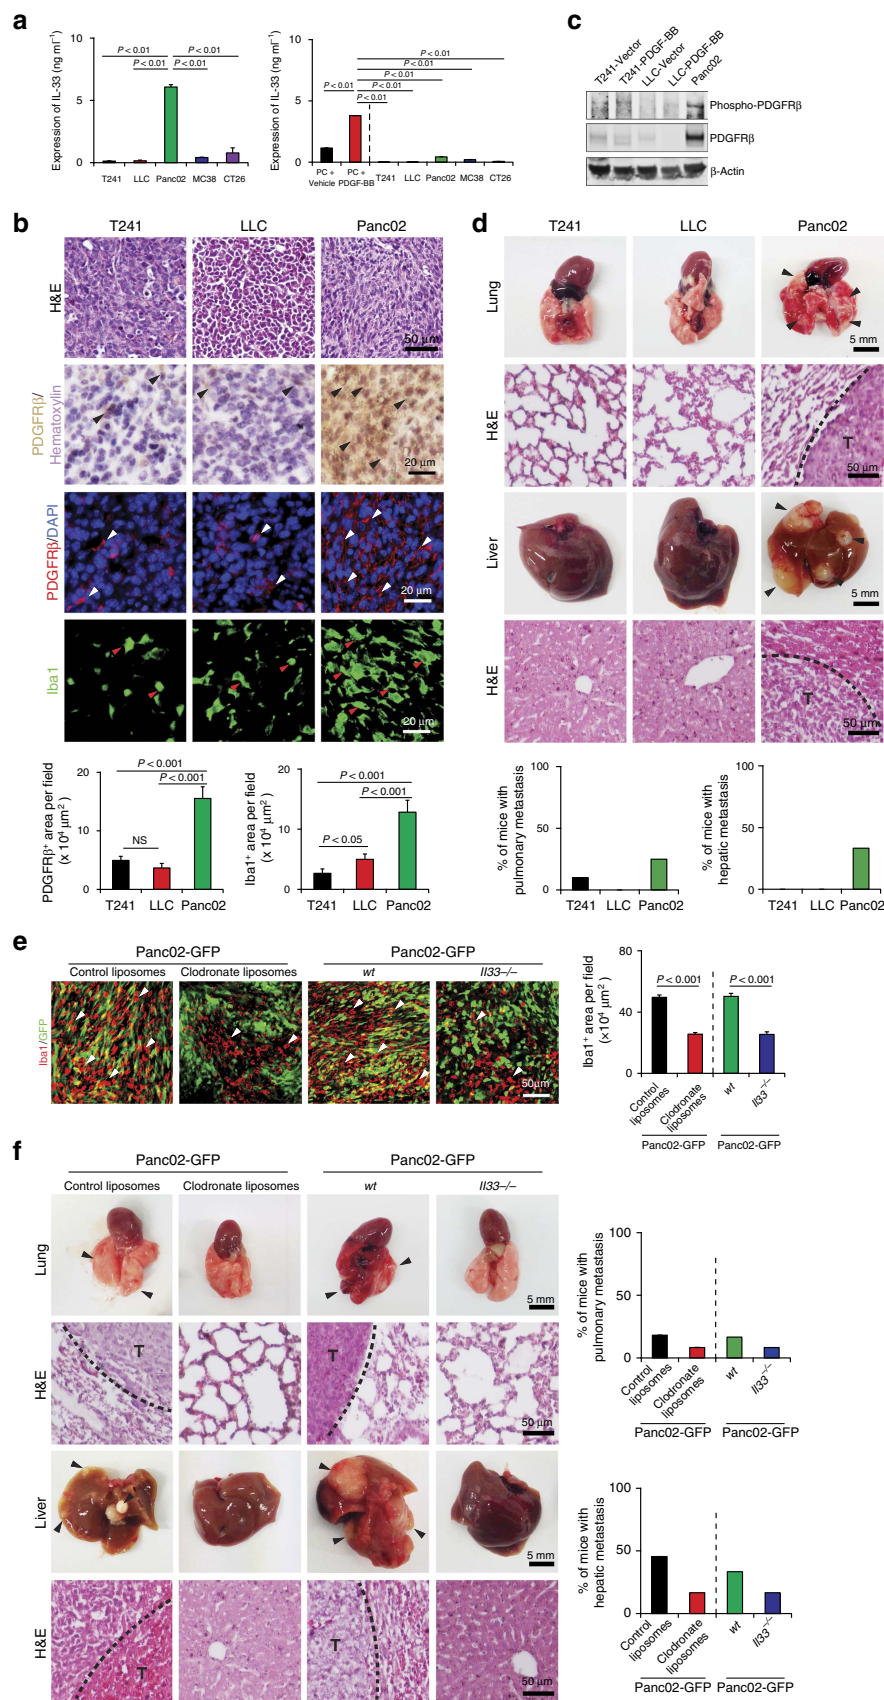 a
Expression of IL-33 (ng ml⁻¹)
10
5
0
P < 0.01
P < 0.01
P < 0.01 P < 0.01
T241 LLC Panc02 MC38 CT26
Expression of IL-33 (ng ml⁻¹)
10
5
0
P < 0.01
P < 0.01
P < 0.01
P < 0.01
P < 0.01 P < 0.01
PC + Vehicle
PC + PDGF-BB
T241 LLC Panc02 MC38 CT26
c
T241-Vector
T241-PDGF-BB
LLC-Vector
LLC-PDGF-BB
Panc02
Phospho-PDGFRβ
PDGFRβ
β-Actin
b
T241 LLC Panc02
H&E
50 µm
PDGFRβ/
Hematoxylin
20 µm
PDGFRβ/DAPI
20 µm
Iba1
20 µm
PDGFRβ⁺ area per field
(x 10⁴ µm²)
20
10
0
P < 0.001
P < 0.001
NS
T241 LLC Panc02
Iba1⁺ area per field
(x 10⁴ µm²)
20
15
10
5
0
P < 0.001
P < 0.001
P < 0.05
T241 LLC Panc02
d
T241 LLC Panc02
Lung
5 mm
H&E
T
50 µm
Liver
5 mm
H&E
T
50 µm
% of mice with
pulmonary metastasis
100
50
0
T241 LLC Panc02
% of mice with
hepatic metastasis
100
50
0
T241 LLC Panc02
e
Panc02-GFP Panc02-GFP
Control liposomes Clodronate liposomes wt Il33–/–
Iba1/GFP
50µm
Iba1⁺ area per field
(×10⁴ µm²)
80
40
0
P < 0.001 P < 0.001
Control
liposomes
Clodronate
liposomes
wt
Il33⁻/⁻
Panc02-GFP Panc02-GFP
f
Panc02-GFP Panc02-GFP
Control liposomes Clodronate liposomes wt Il33–/–
Lung
5 mm
H&E
T
T
50 µm
Liver
5 mm
H&E
T
T
50 µm
% of mice with
pulmonary metastasis
100
50
0
Control
liposomes
Clodronate
liposomes
wt
Il33⁻/⁻
Panc02-GFP Panc02-GFP
% of mice with
hepatic metastasis
100
50
0
Control
liposomes
Clodronate
liposomes
wt
Il33⁻/⁻
Panc02-GFP Panc02-GFP